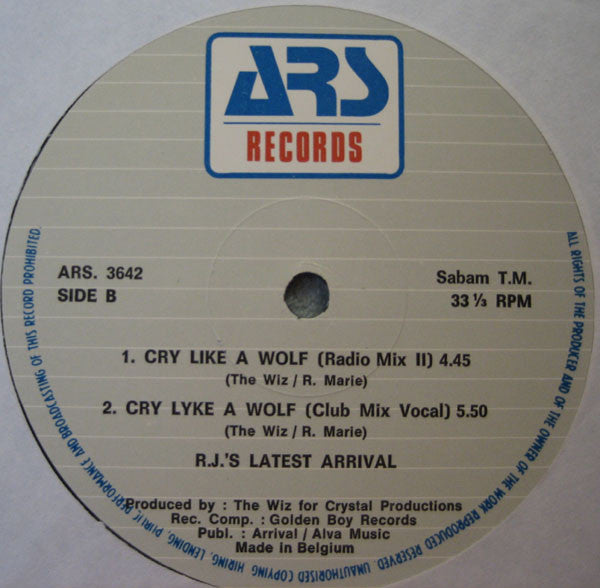 ARS
RECORDS
ARS. 3642
SIDE B
Sabam T.M.
33 1/3 RPM
1. CRY LIKE A WOLF (Radio Mix II) 4.45
(The Wiz / R. Marie)
2. CRY LYKE A WOLF (Club Mix Vocal) 5.50
(The Wiz / R. Marie)
R.J.'S LATEST ARRIVAL
Produced by : The Wiz for Crystal Productions
Rec. Comp. : Golden Boy Records
Publ. : Arrival / Alva Music
Made in Belgium
ALL RIGHTS OF THE PRODUCER AND OF THE OWNER OF THE WORK REPRODUCED RESERVED. UNAUTHORISED COPYING, HIRING, LENDING, PUBLIC PERFORMANCE AND BROADCASTING OF THIS RECORD PROHIBITED.